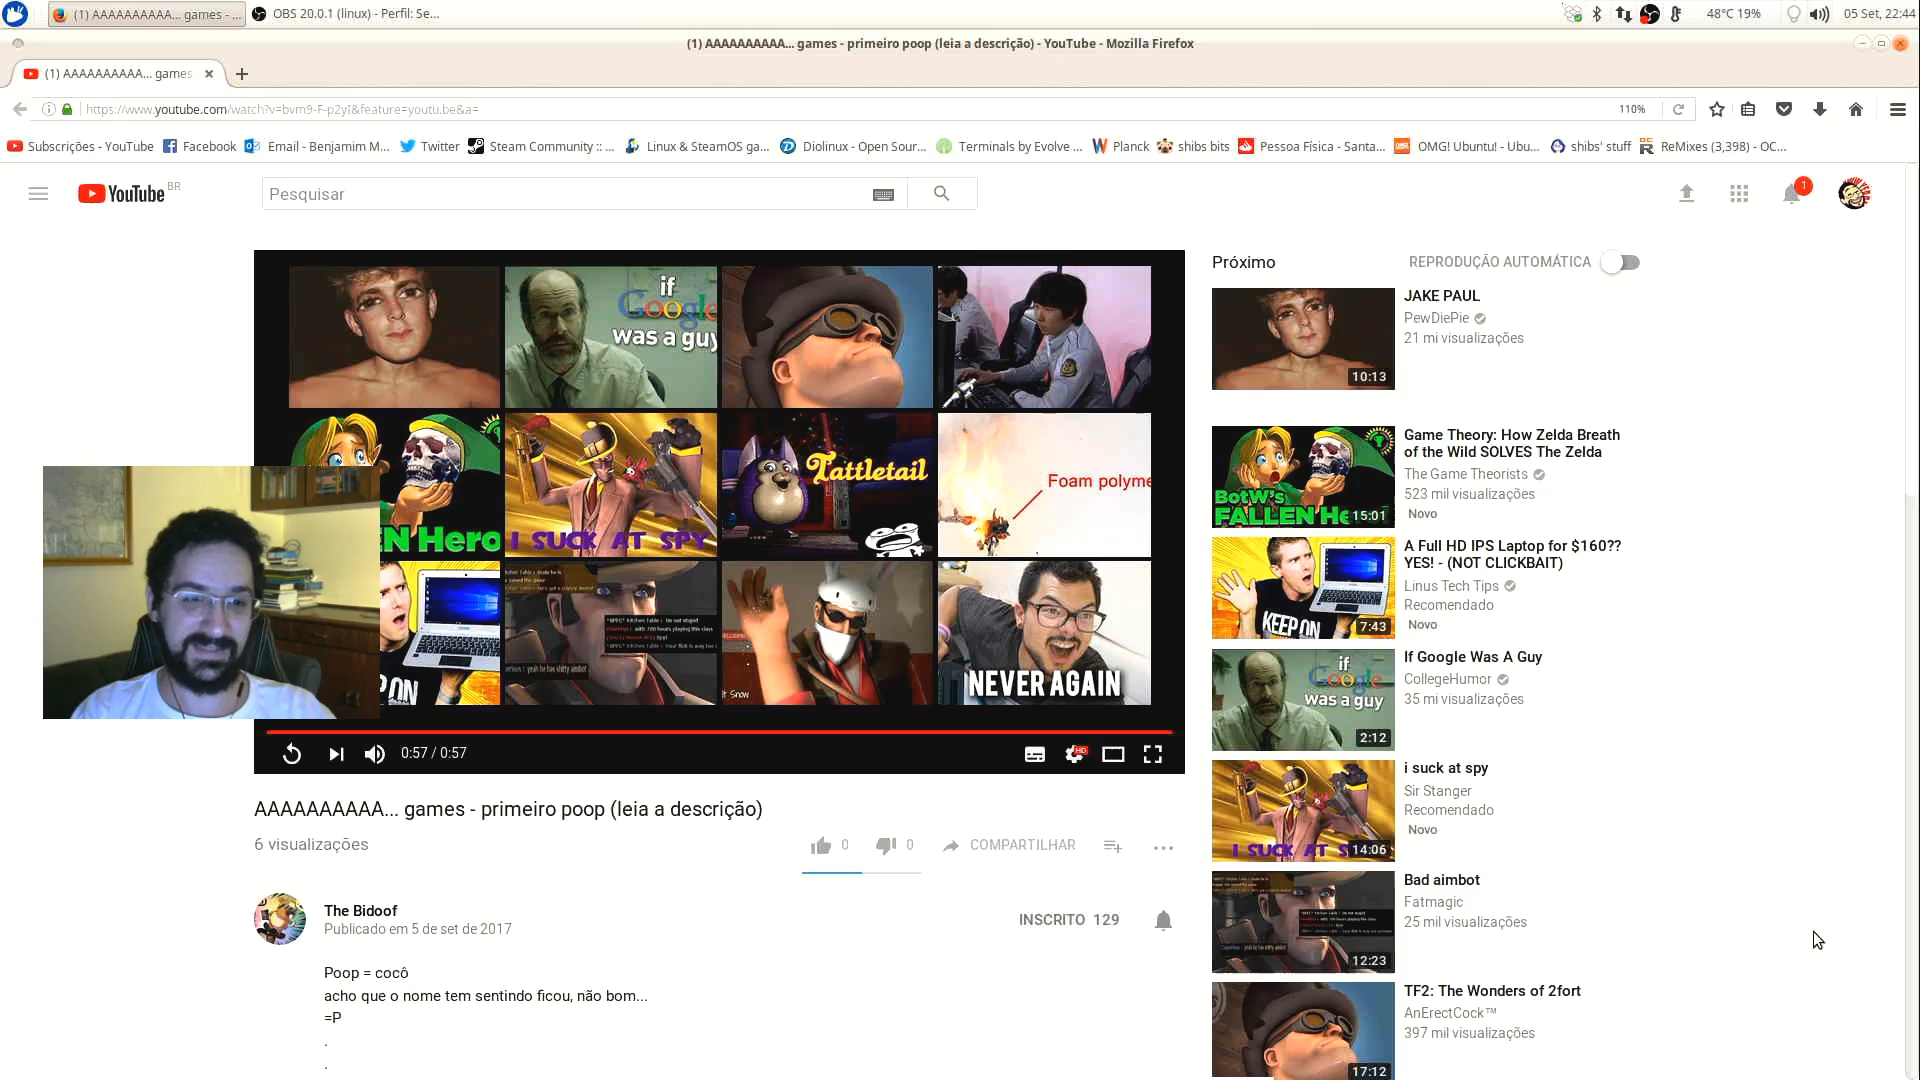 (1) AAAAAAAAAA... games - ...
OBS 20.0.1 (linux) - Perfil: Se...
48°C 19%
05 Set, 22:44
(1) AAAAAAAAAA... games - primeiro poop (leia a descrição) - YouTube - Mozilla Firefox
(1) AAAAAAAAAA... games
https://www.youtube.com/watch?v=bvm9-F-p2yI&feature=youtu.be&a=
110%
Subscrições - YouTube
Facebook
Email - Benjamim M...
Twitter
Steam Community :: ...
Linux & SteamOS ga...
Diolinux - Open Sour...
Terminals by Evolve ...
Planck
shibs bits
Pessoa Física - Santa...
OMG! Ubuntu! - Ubu...
shibs' stuff
ReMixes (3,398) - OC...
YouTube BR
Pesquisar
1
if
Google
was a guy
N Hero
I SUCK AT SPY
Tattletail
Foam polyme
NEVER AGAIN
0:57 / 0:57
HD
AAAAAAAAAA... games - primeiro poop (leia a descrição)
6 visualizações
0
0
COMPARTILHAR
The Bidoof
Publicado em 5 de set de 2017
INSCRITO 129
Poop = cocô
acho que o nome tem sentindo ficou, não bom...
=P
.
.
Próximo
REPRODUÇÃO AUTOMÁTICA
10:13
JAKE PAUL
PewDiePie
21 mi visualizações
BotW's
FALLEN He
15:01
Game Theory: How Zelda Breath
of the Wild SOLVES The Zelda
The Game Theorists
523 mil visualizações
Novo
KEEP ON
7:43
A Full HD IPS Laptop for $160??
YES! - (NOT CLICKBAIT)
Linus Tech Tips
Recomendado
Novo
if
Google
was a guy
2:12
If Google Was A Guy
CollegeHumor
35 mi visualizações
I SUCK AT S
14:06
i suck at spy
Sir Stanger
Recomendado
Novo
12:23
Bad aimbot
Fatmagic
25 mil visualizações
17:12
TF2: The Wonders of 2fort
AnErectCock™
397 mil visualizações